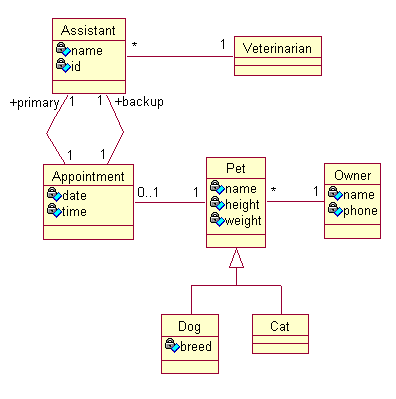 Assistant
name
id
* 1
Veterinarian
+primary 1 1 +backup
1 1
Appointment
date
time
0..1 1
Pet
name
height
weight
* 1
Owner
name
phone
Dog
breed
Cat